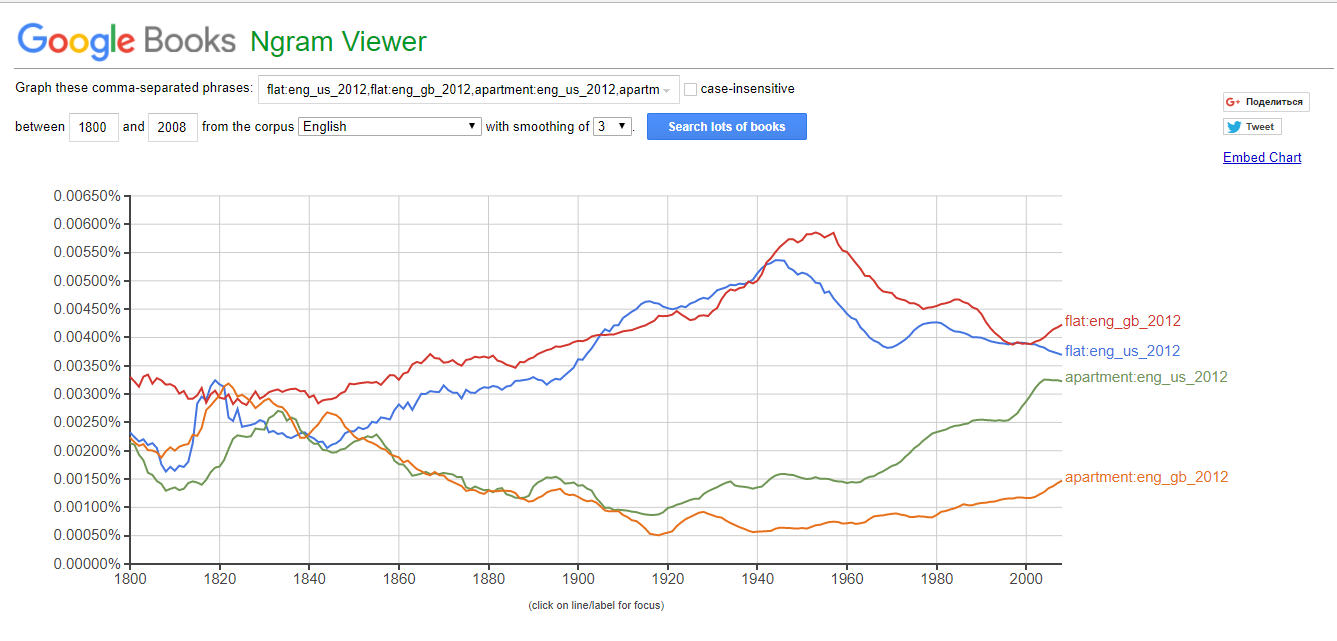 Google Books Ngram Viewer
Graph these comma-separated phrases: flat:eng_us_2012,flat:eng_gb_2012,apartment:eng_us_2012,apartm case-insensitive
between 1800 and 2008 from the corpus English with smoothing of 3 .
Search lots of books
G+ Поделиться
Tweet
Embed Chart
0.00650%
0.00600%
0.00550%
0.00500%
0.00450%
0.00400%
0.00350%
0.00300%
0.00250%
0.00200%
0.00150%
0.00100%
0.00050%
0.00000%
flat:eng_gb_2012
flat:eng_us_2012
apartment:eng_us_2012
apartment:eng_gb_2012
1800 1820 1840 1860 1880 1900 1920 1940 1960 1980 2000
(click on line/label for focus)